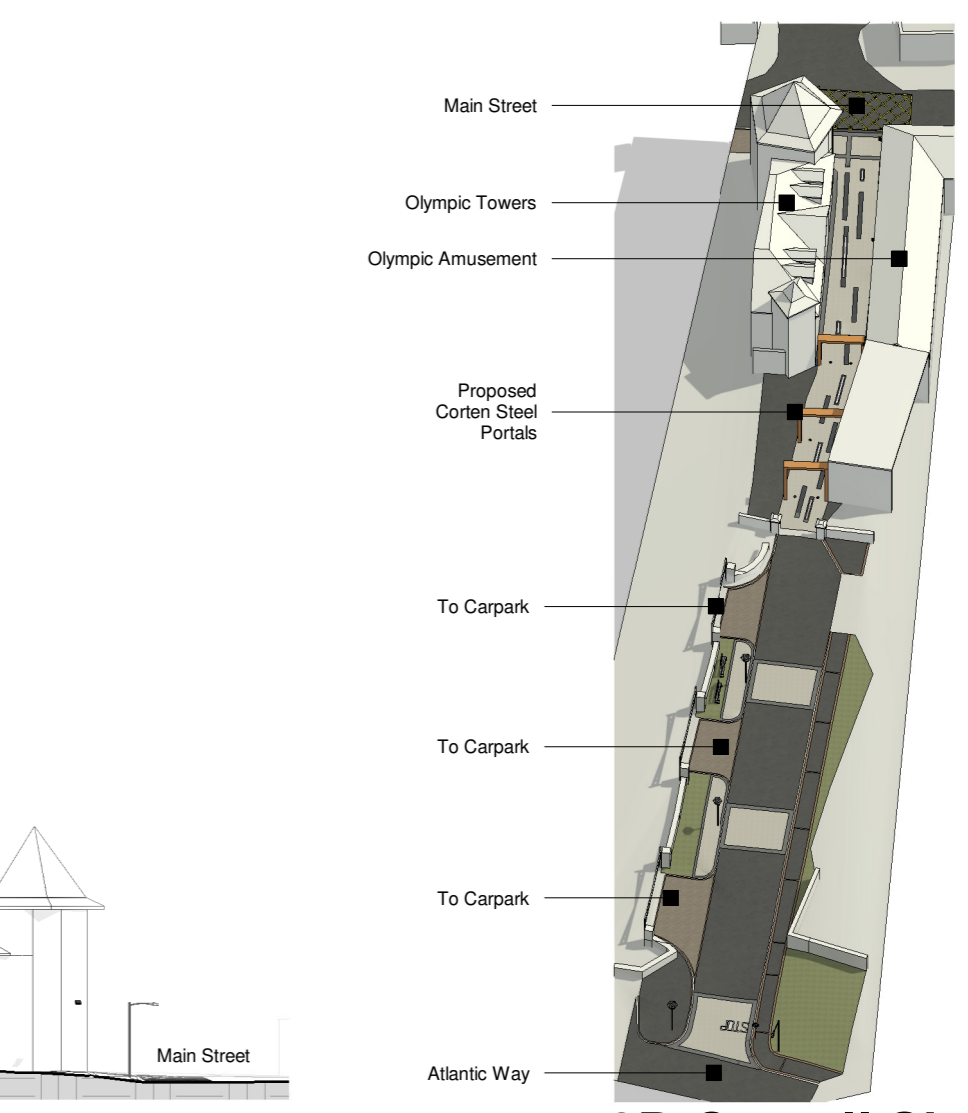 Main Street
Olympic Towers
Olympic Amusement
Proposed
Corten Steel
Portals
To Carpark
To Carpark
To Carpark
STOP
Main Street
Atlantic Way